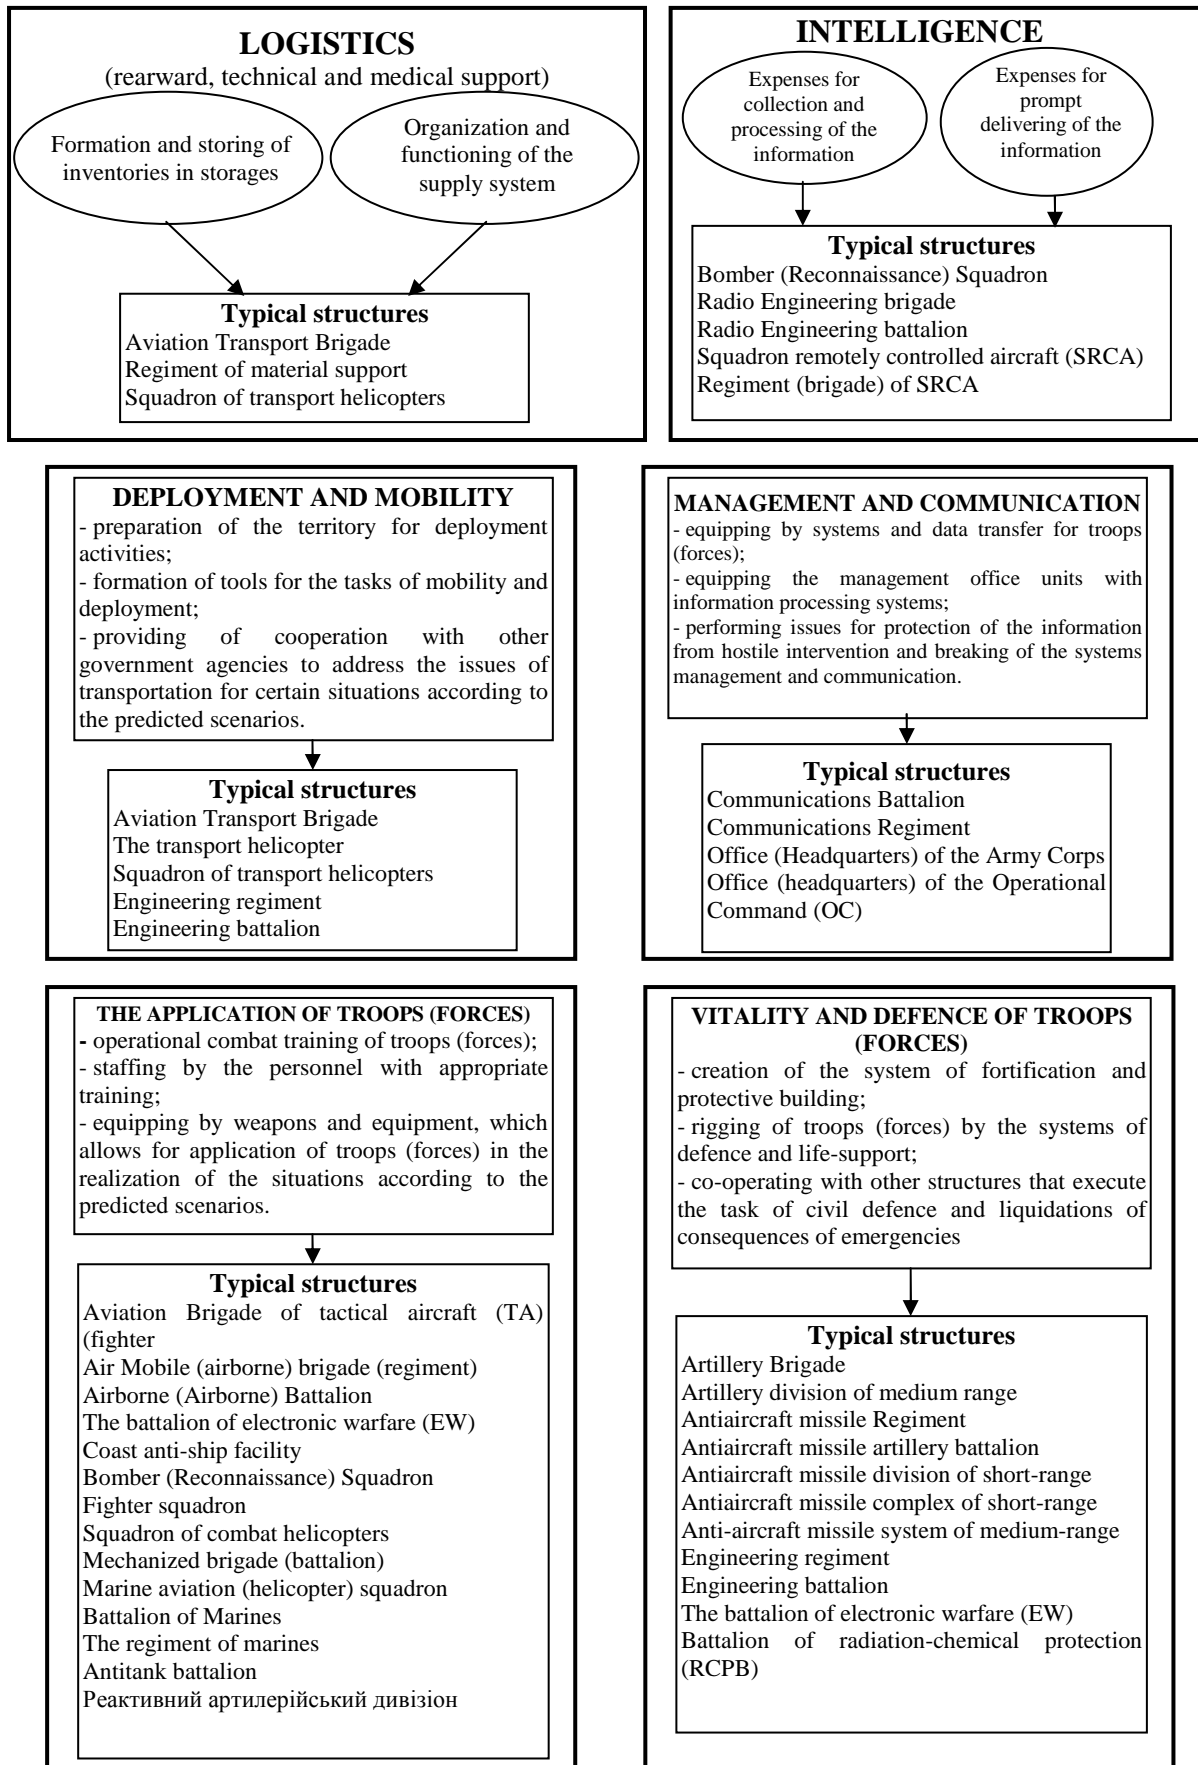 LOGISTICS
(rearward, technical and medical support)
Formation and storing of
inventories in storages
Organization and
functioning of the
supply system
Typical structures
Aviation Transport Brigade
Regiment of material support
Squadron of transport helicopters
INTELLIGENCE
Expenses for
collection and
processing of the
information
Expenses for
prompt
delivering of the
information
Typical structures
Bomber (Reconnaissance) Squadron
Radio Engineering brigade
Radio Engineering battalion
Squadron remotely controlled aircraft (SRCA)
Regiment (brigade) of SRCA
DEPLOYMENT AND MOBILITY
- preparation of the territory for deployment
activities;
- formation of tools for the tasks of mobility and
deployment;
- providing of cooperation with other
government agencies to address the issues of
transportation for certain situations according to
the predicted scenarios.
Typical structures
Aviation Transport Brigade
The transport helicopter
Squadron of transport helicopters
Engineering regiment
Engineering battalion
MANAGEMENT AND COMMUNICATION
- equipping by systems and data transfer for troops
(forces);
- equipping the management office units with
information processing systems;
- performing issues for protection of the information
from hostile intervention and breaking of the systems
management and communication.
Typical structures
Communications Battalion
Communications Regiment
Office (Headquarters) of the Army Corps
Office (headquarters) of the Operational
Command (OC)
THE APPLICATION OF TROOPS (FORCES)
- operational combat training of troops (forces);
- staffing by the personnel with appropriate
training;
- equipping by weapons and equipment, which
allows for application of troops (forces) in the
realization of the situations according to the
predicted scenarios.
Typical structures
Aviation Brigade of tactical aircraft (TA)
(fighter
Air Mobile (airborne) brigade (regiment)
Airborne (Airborne) Battalion
The battalion of electronic warfare (EW)
Coast anti-ship facility
Bomber (Reconnaissance) Squadron
Fighter squadron
Squadron of combat helicopters
Mechanized brigade (battalion)
Marine aviation (helicopter) squadron
Battalion of Marines
The regiment of marines
Antitank battalion
Реактивний артилерійський дивізіон
VITALITY AND DEFENCE OF TROOPS
(FORCES)
- creation of the system of fortification and
protective building;
- rigging of troops (forces) by the systems of
defence and life-support;
- co-operating with other structures that execute
the task of civil defence and liquidations of
consequences of emergencies
Typical structures
Artillery Brigade
Artillery division of medium range
Antiaircraft missile Regiment
Antiaircraft missile artillery battalion
Antiaircraft missile division of short-range
Antiaircraft missile complex of short-range
Anti-aircraft missile system of medium-range
Engineering regiment
Engineering battalion
The battalion of electronic warfare (EW)
Battalion of radiation-chemical protection
(RCPB)